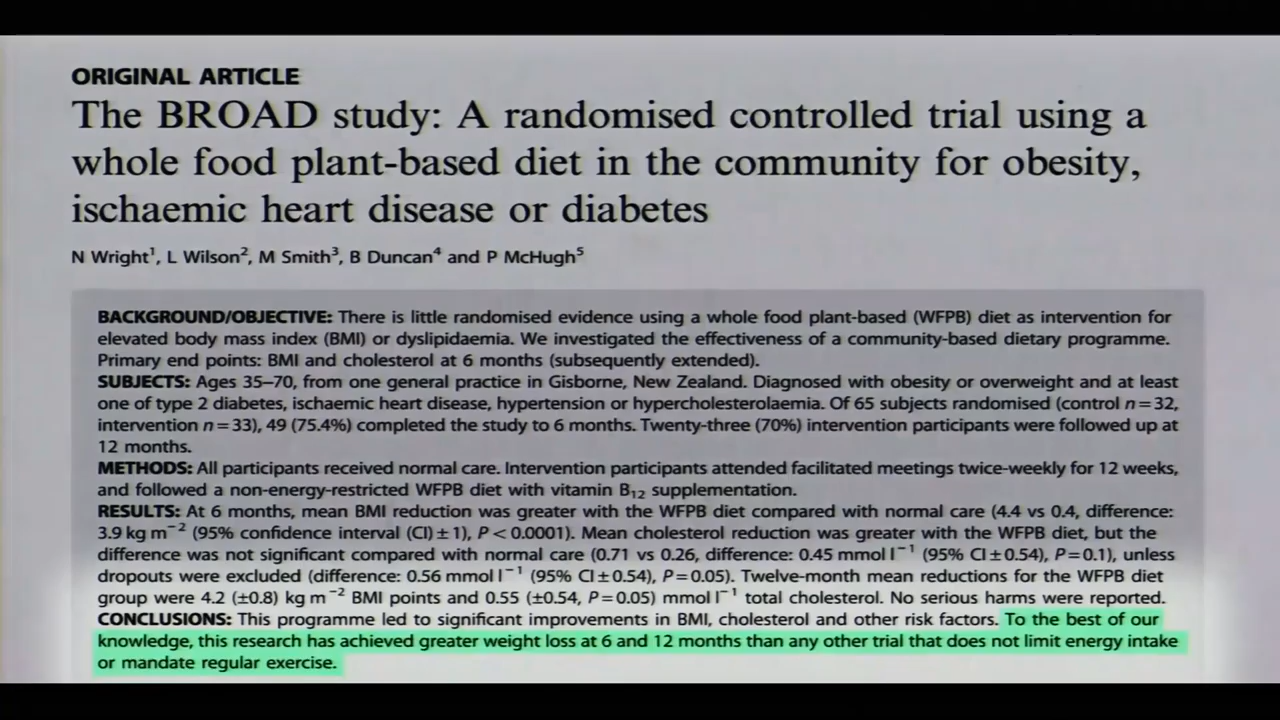 ORIGINAL ARTICLE
The BROAD study: A randomised controlled trial using a
whole food plant-based diet in the community for obesity,
ischaemic heart disease or diabetes
N Wright¹, L Wilson², M Smith³, B Duncan⁴ and P McHugh⁵
BACKGROUND/OBJECTIVE: There is little randomised evidence using a whole food plant-based (WFPB) diet as intervention for
elevated body mass index (BMI) or dyslipidaemia. We investigated the effectiveness of a community-based dietary programme.
Primary end points: BMI and cholesterol at 6 months (subsequently extended).
SUBJECTS: Ages 35–70, from one general practice in Gisborne, New Zealand. Diagnosed with obesity or overweight and at least
one of type 2 diabetes, ischaemic heart disease, hypertension or hypercholesterolaemia. Of 65 subjects randomised (control n = 32,
intervention n = 33), 49 (75.4%) completed the study to 6 months. Twenty-three (70%) intervention participants were followed up at
12 months.
METHODS: All participants received normal care. Intervention participants attended facilitated meetings twice-weekly for 12 weeks,
and followed a non-energy-restricted WFPB diet with vitamin B₁₂ supplementation.
RESULTS: At 6 months, mean BMI reduction was greater with the WFPB diet compared with normal care (4.4 vs 0.4, difference:
3.9 kg m⁻² (95% confidence interval (CI) ± 1), P < 0.0001). Mean cholesterol reduction was greater with the WFPB diet, but the
difference was not significant compared with normal care (0.71 vs 0.26, difference: 0.45 mmol l⁻¹ (95% CI ± 0.54), P = 0.1), unless
dropouts were excluded (difference: 0.56 mmol l⁻¹ (95% CI ± 0.54), P = 0.05). Twelve-month mean reductions for the WFPB diet
group were 4.2 (±0.8) kg m⁻² BMI points and 0.55 (±0.54, P = 0.05) mmol l⁻¹ total cholesterol. No serious harms were reported.
CONCLUSIONS: This programme led to significant improvements in BMI, cholesterol and other risk factors. To the best of our
knowledge, this research has achieved greater weight loss at 6 and 12 months than any other trial that does not limit energy intake
or mandate regular exercise.